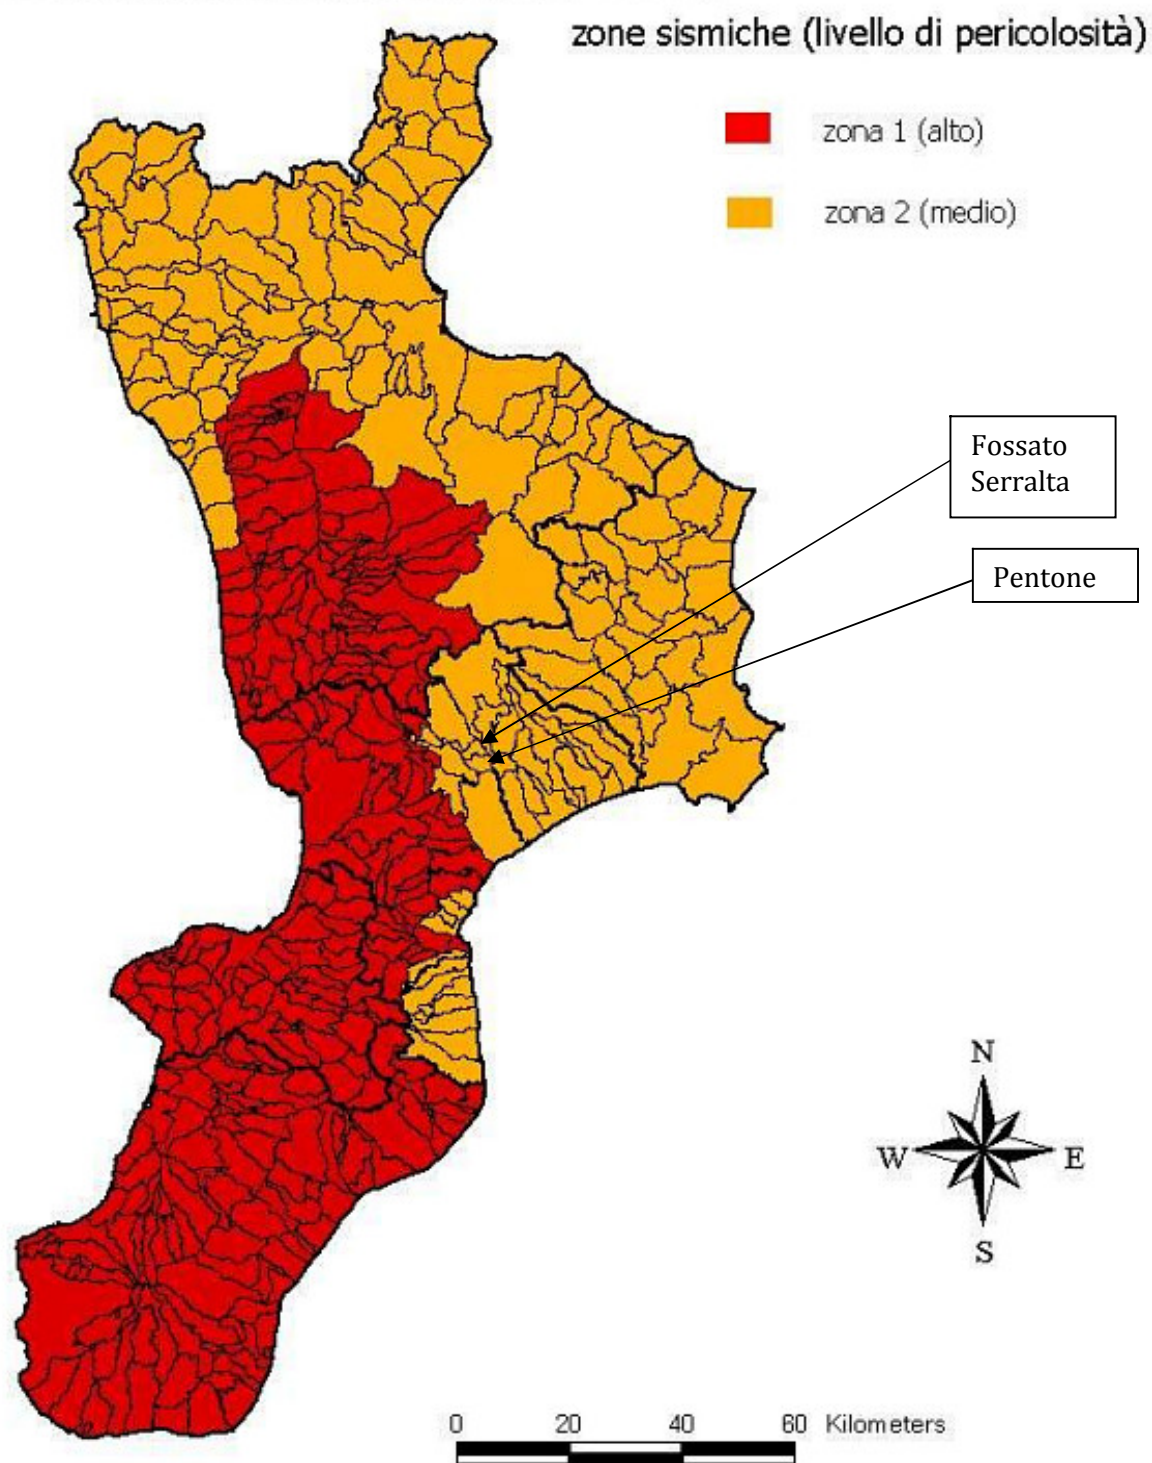 zone sismiche (livello di pericolosità)
zona 1 (alto)
zona 2 (medio)
Fossato
Serralta
Pentone
N
W E
S
0 20 40 60 Kilometers